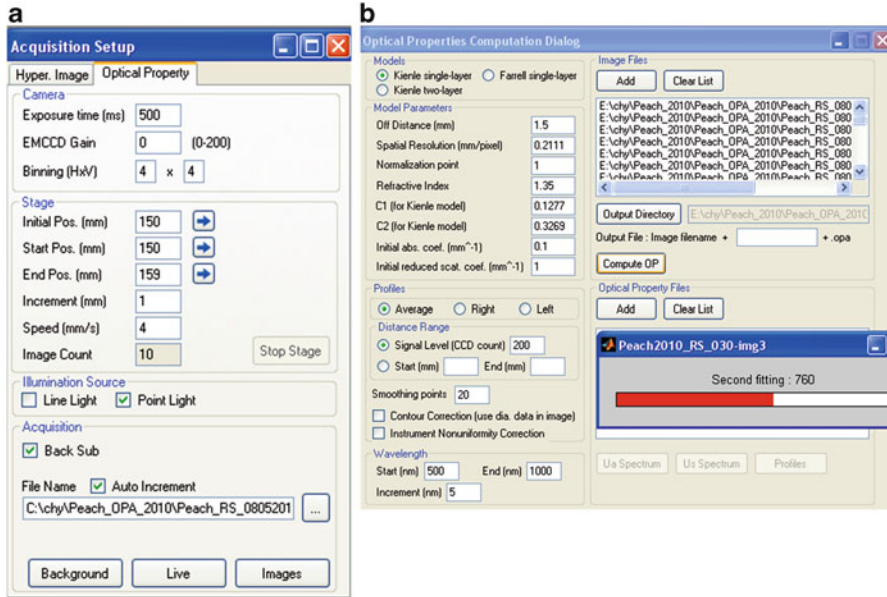 a
Acquisition Setup
Hyper. Image
Optical Property
Camera
Exposure time (ms) 500
EMCCD Gain 0 (0-200)
Binning (HxV) 4 x 4
Stage
Initial Pos. (mm) 150
Start Pos. (mm) 150
End Pos. (mm) 159
Increment (mm) 1
Speed (mm/s) 4
Image Count 10 Stop Stage
Illumination Source
Line Light Point Light
Acquisition
Back Sub
File Name Auto Increment
C:\chy\Peach_OPA_2010\Peach_RS_0805201 ...
Background Live Images
b
Optical Properties Computation Dialog
Models
Kienle single-layer Farrell single-layer
Kienle two-layer
Model Parameters
Off Distance (mm) 1.5
Spatial Resolution (mm/pixel) 0.2111
Normalization point 1
Refractive Index 1.35
C1 (for Kienle model) 0.1277
C2 (for Kienle model) 0.3269
Initial abs. coef. (mm^-1) 0.1
Initial reduced scat. coef. (mm^-1) 1
Profiles
Average Right Left
Distance Range
Signal Level (CCD count) 200
Start (mm) End (mm)
Smoothing points 20
Contour Correction (use dia. data in image)
Instrument Nonuniformity Correction
Wavelength
Start (nm) 500 End (nm) 1000
Increment (nm) 5
Image Files
Add Clear List
E:\chy\Peach_2010\Peach_OPA_2010\Peach_RS_080
E:\chy\Peach_2010\Peach_OPA_2010\Peach_RS_080
E:\chy\Peach_2010\Peach_OPA_2010\Peach_RS_080
E:\chy\Peach_2010\Peach_OPA_2010\Peach_RS_080
E:\chy\Peach_2010\Peach_OPA_2010\Peach_RS_080
E:\chy\Peach_2010\Peach_OPA_2010\Peach_RS_080
Output Directory E:\chy\Peach_2010\Peach_OPA_201
Output File : Image filename + + .opa
Compute OP
Optical Property Files
Add Clear List
Peach2010_RS_030-img3
Second fitting : 760
Ua Spectrum Us Spectrum Profiles